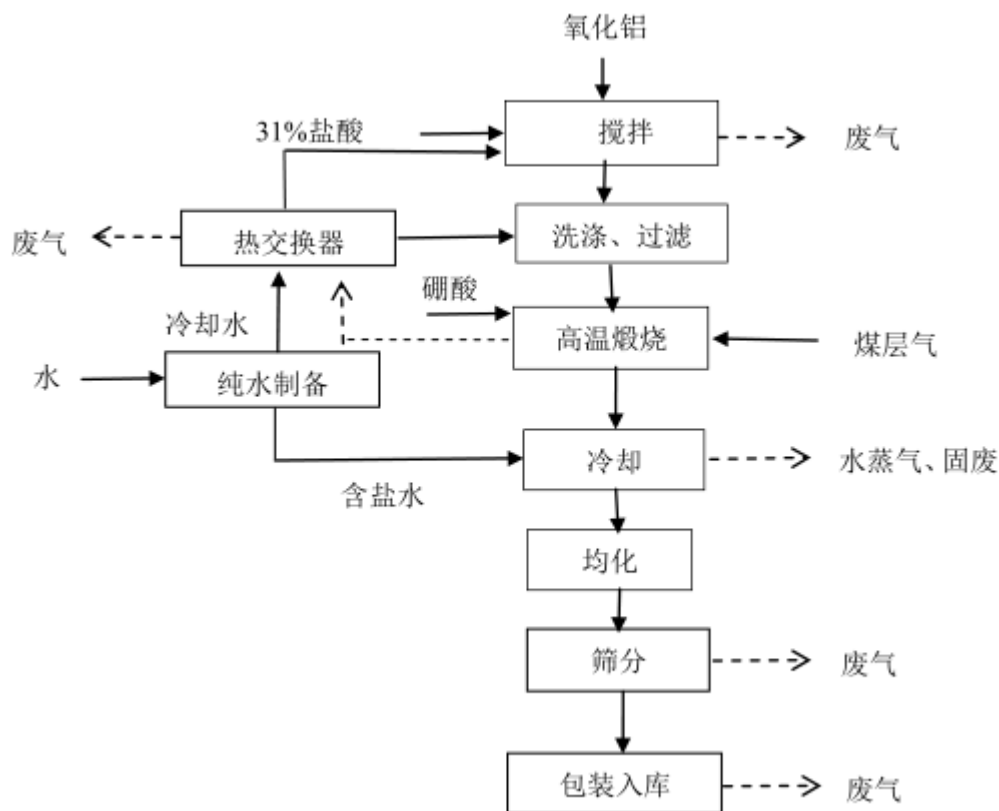 氧化铝
31%盐酸
搅拌
废气
废气
热交换器
洗涤、过滤
硼酸
冷却水
高温煅烧
煤层气
水
纯水制备
冷却
水蒸气、固废
含盐水
均化
筛分
废气
包装入库
废气